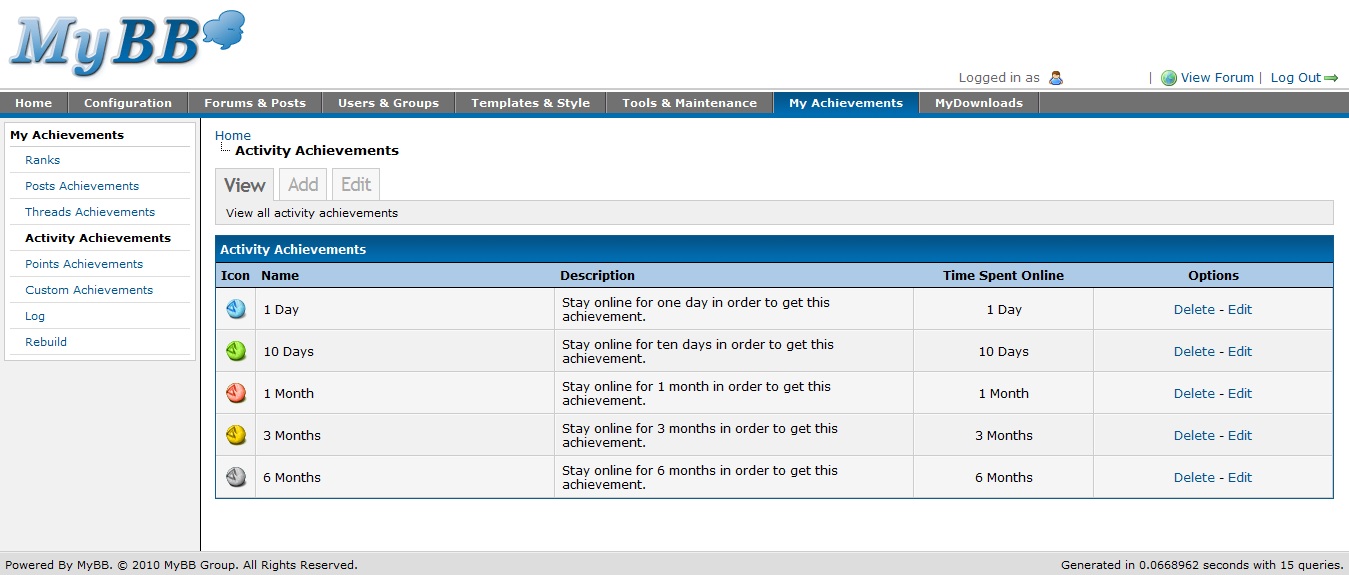 MyBB
Logged in as | View Forum | Log Out
Home Configuration Forums & Posts Users & Groups Templates & Style Tools & Maintenance My Achievements MyDownloads
My Achievements
Ranks
Posts Achievements
Threads Achievements
Activity Achievements
Points Achievements
Custom Achievements
Log
Rebuild
Home
Activity Achievements
View Add Edit
View all activity achievements
Activity Achievements
Icon Name Description Time Spent Online Options
1 Day Stay online for one day in order to get this
achievement. 1 Day Delete - Edit
10 Days Stay online for ten days in order to get this
achievement. 10 Days Delete - Edit
1 Month Stay online for 1 month in order to get this
achievement. 1 Month Delete - Edit
3 Months Stay online for 3 months in order to get this
achievement. 3 Months Delete - Edit
6 Months Stay online for 6 months in order to get this
achievement. 6 Months Delete - Edit
Powered By MyBB. © 2010 MyBB Group. All Rights Reserved. Generated in 0.0668962 seconds with 15 queries.